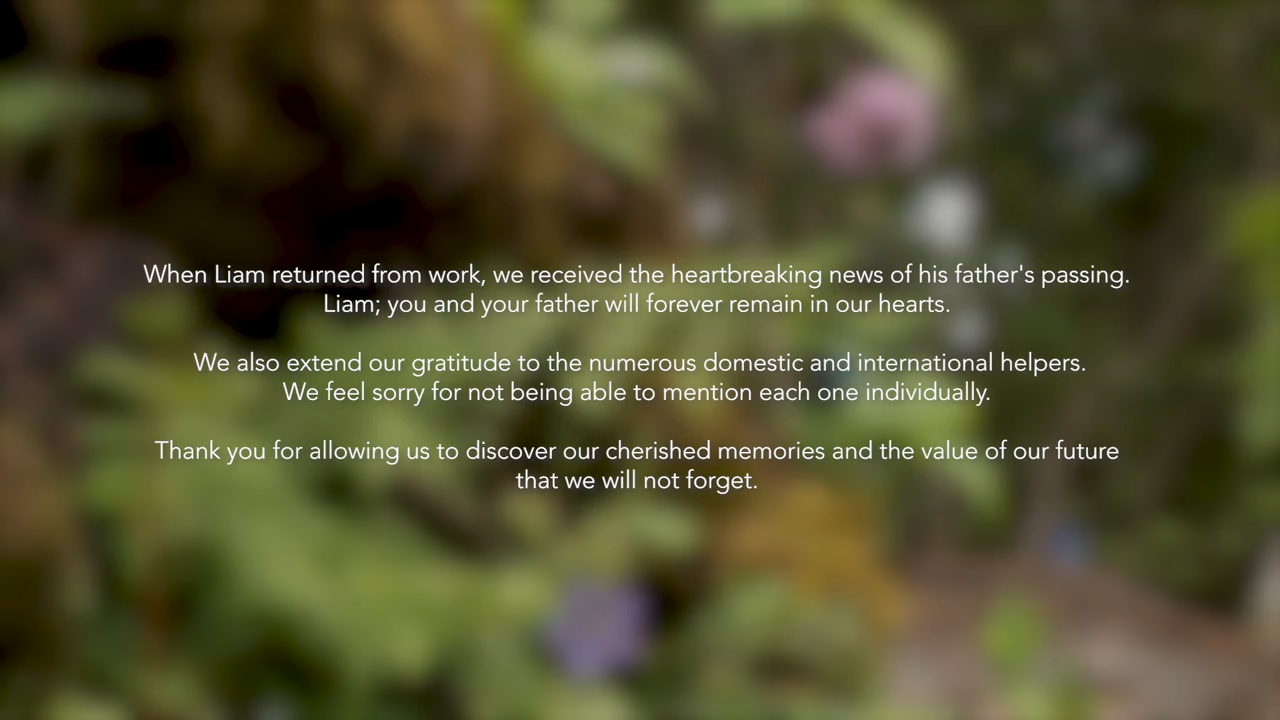 When Liam returned from work, we received the heartbreaking news of his father's passing.
Liam; you and your father will forever remain in our hearts.
We also extend our gratitude to the numerous domestic and international helpers.
We feel sorry for not being able to mention each one individually.
Thank you for allowing us to discover our cherished memories and the value of our future
that we will not forget.